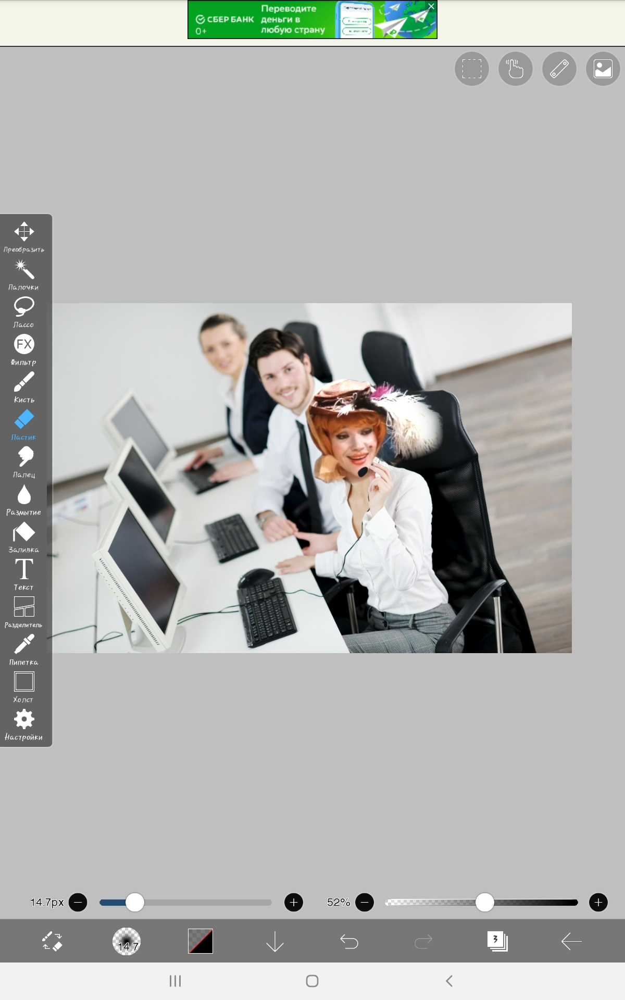 Переводите
СБЕР БАНК
деньги в
0+
любую страну
Преобразить
Палочки
Лассо
FX
Фильтр
Кисть
Ластик
Палец
Размытие
Заливка
T
Текст
Разделитель
Пипетка
Холст
Настройки
14.7px
52%
14.7
3